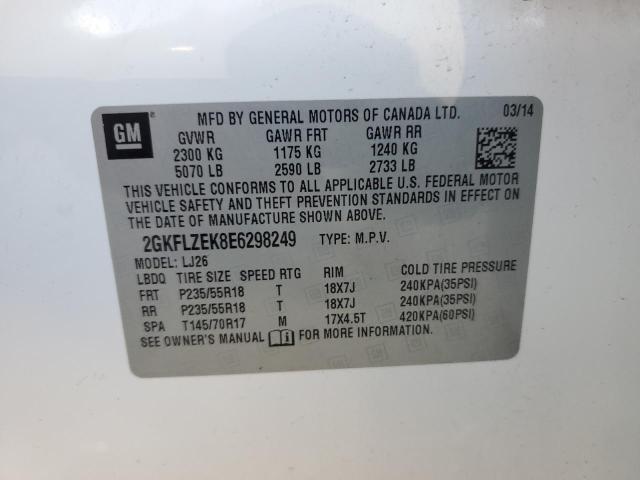 GM ®
MFD BY GENERAL MOTORS OF CANADA LTD. 03/14
GVWR GAWR FRT GAWR RR
2300 KG 1175 KG 1240 KG
5070 LB 2590 LB 2733 LB
THIS VEHICLE CONFORMS TO ALL APPLICABLE U.S. FEDERAL MOTOR
VEHICLE SAFETY AND THEFT PREVENTION STANDARDS IN EFFECT ON
THE DATE OF MANUFACTURE SHOWN ABOVE.
2GKFLZEK8E6298249 TYPE: M.P.V.
MODEL: LJ26
LBDQ TIRE SIZE SPEED RTG RIM COLD TIRE PRESSURE
FRT P235/55R18 T 18X7J 240KPA(35PSI)
RR P235/55R18 T 18X7J 240KPA(35PSI)
SPA T145/70R17 M 17X4.5T 420KPA(60PSI)
SEE OWNER'S MANUAL FOR MORE INFORMATION.